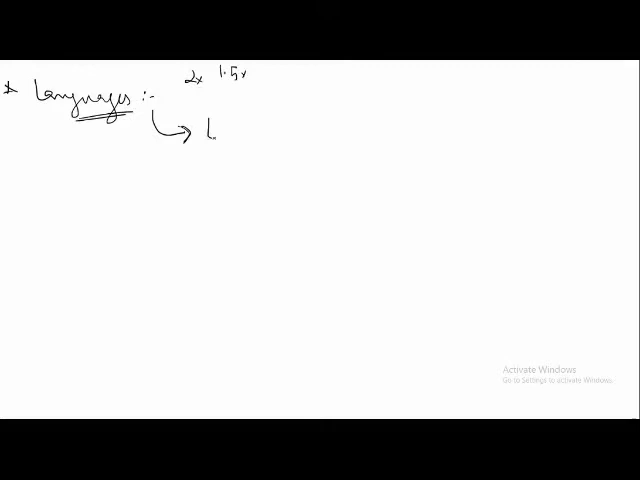 2x 1.5x
* Languages :-
L
Activate Windows
Go to Settings to activate Windows.